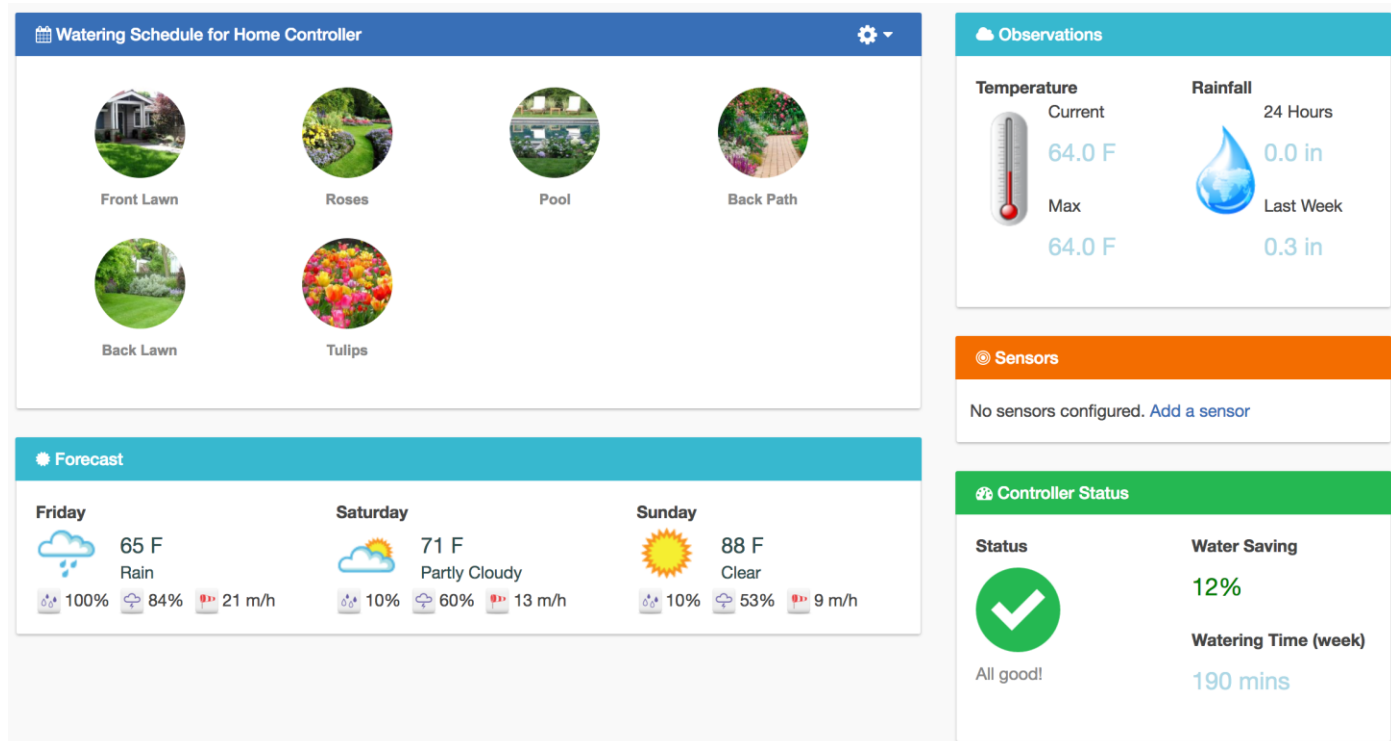 Watering Schedule for Home Controller
Front Lawn
Roses
Pool
Back Path
Back Lawn
Tulips
Forecast
Friday
65 F
Rain
100% 84% 21 m/h
Saturday
71 F
Partly Cloudy
10% 60% 13 m/h
Sunday
88 F
Clear
10% 53% 9 m/h
Observations
Temperature
Current
64.0 F
Max
64.0 F
Rainfall
24 Hours
0.0 in
Last Week
0.3 in
Sensors
No sensors configured. Add a sensor
Controller Status
Status
All good!
Water Saving
12%
Watering Time (week)
190 mins